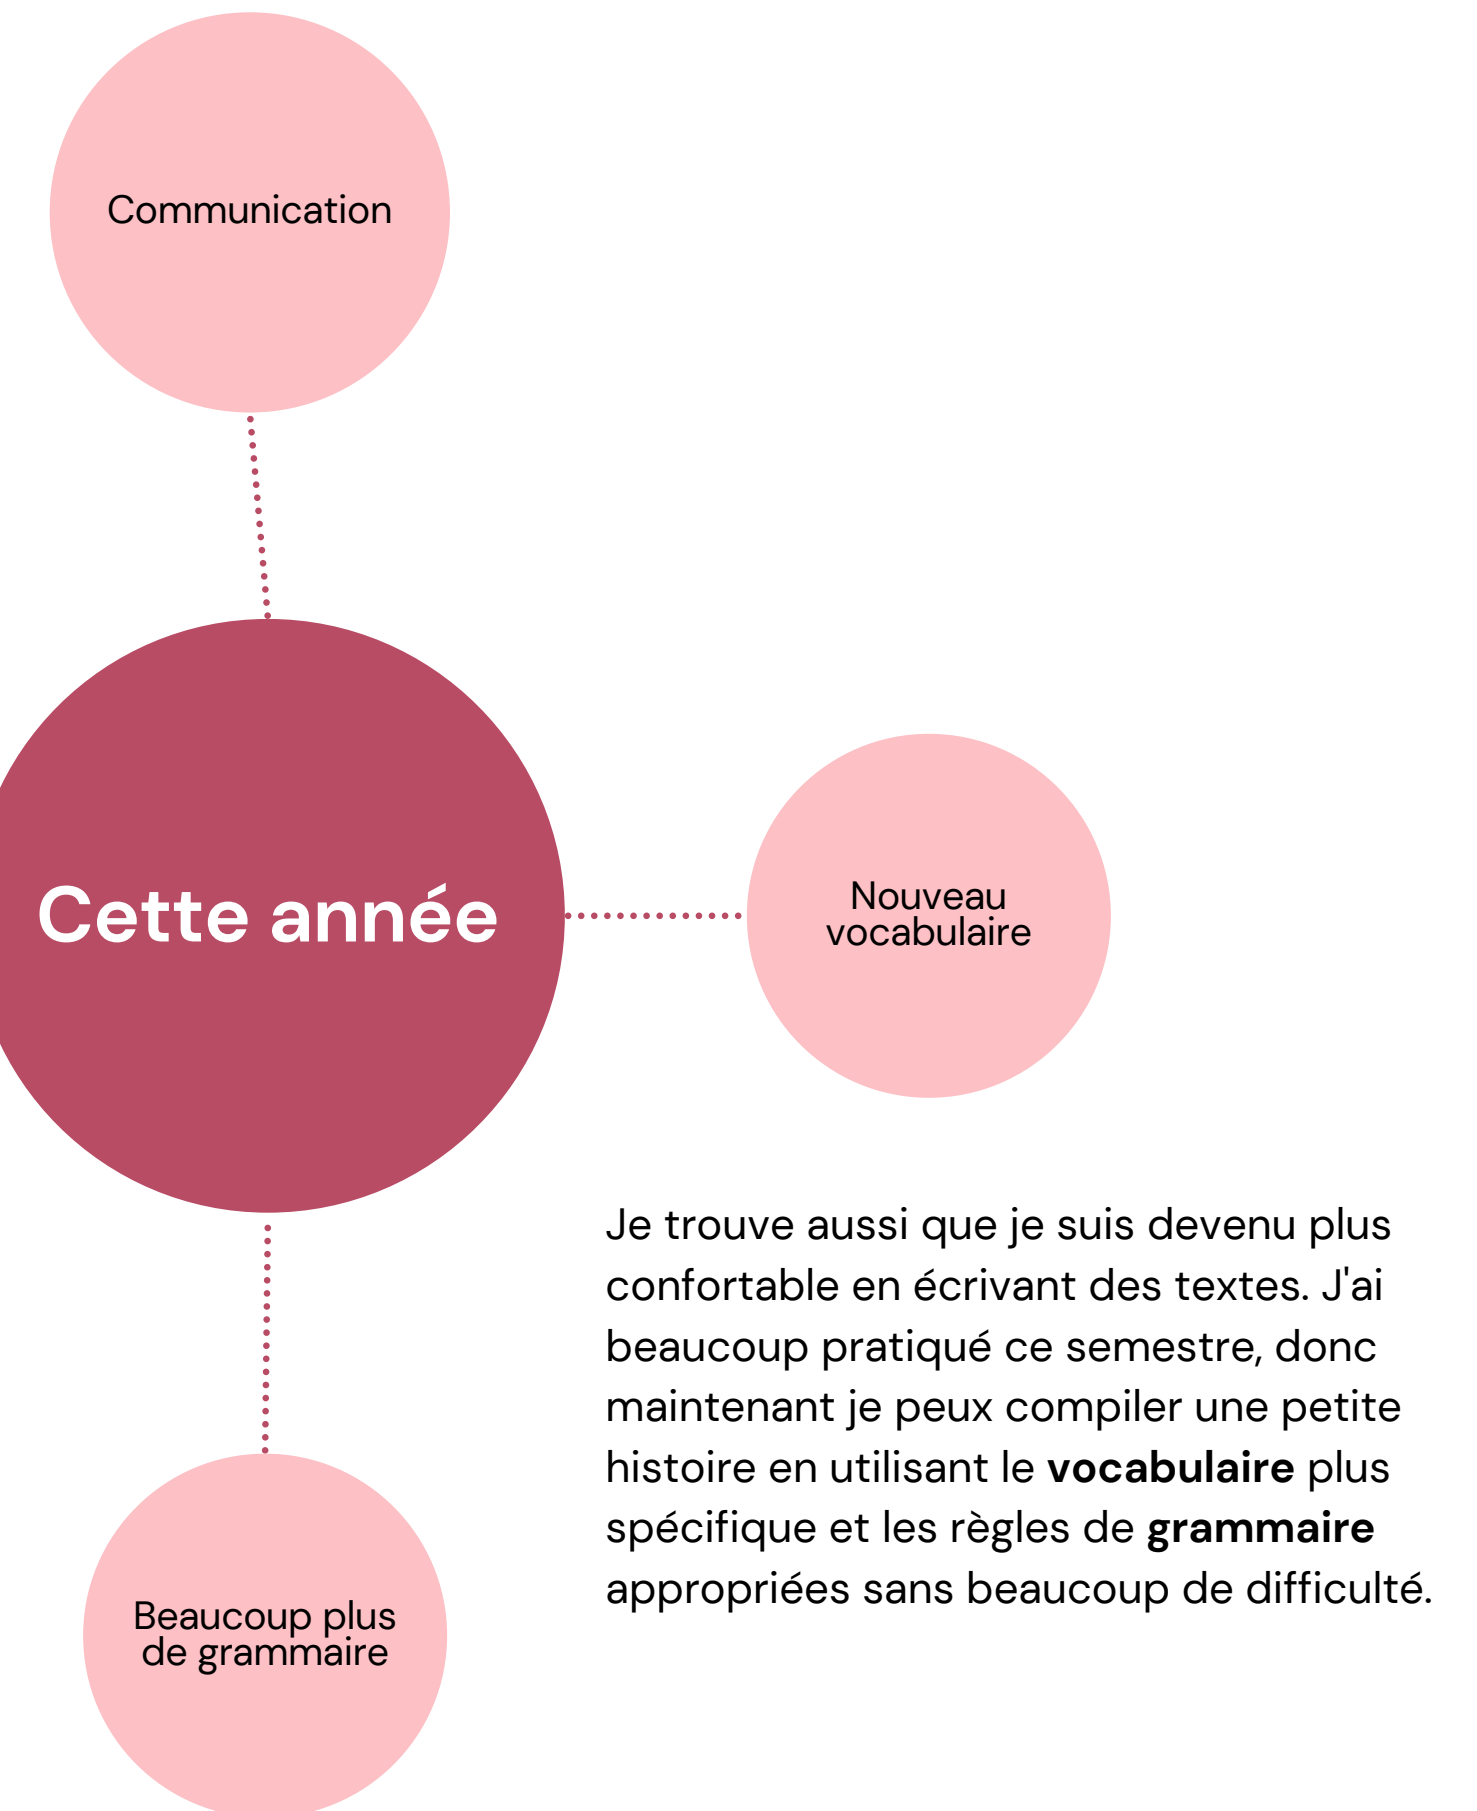 Communication
Cette année
Nouveau
vocabulaire
Je trouve aussi que je suis devenu plus
confortable en écrivant des textes. J'ai
beaucoup pratiqué ce semestre, donc
maintenant je peux compiler une petite
histoire en utilisant le vocabulaire plus
spécifique et les règles de grammaire
appropriées sans beaucoup de difficulté.
Beaucoup plus
de grammaire